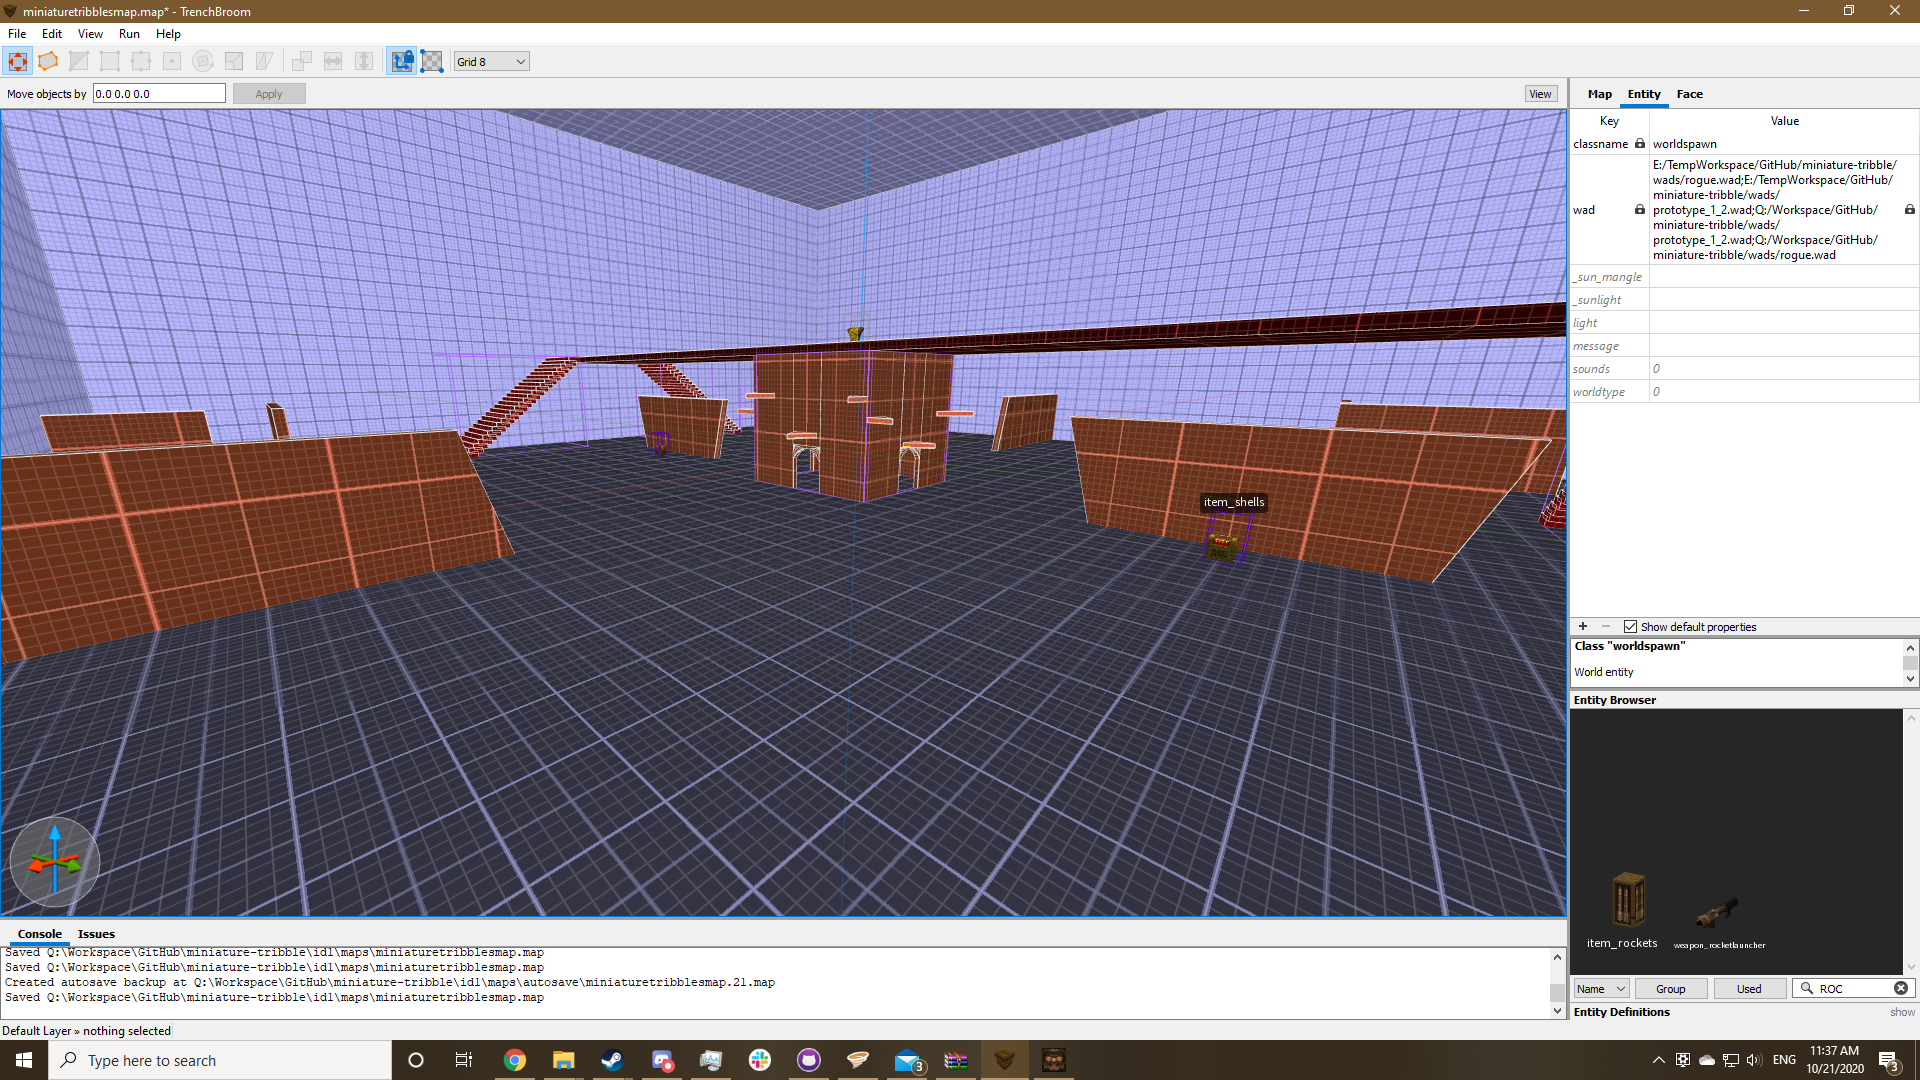 miniaturetribblesmap.map* - TrenchBroom
File Edit View Run Help
Grid 8
Move objects by 0.0 0.0 0.0 Apply View
Map Entity Face
Key Value
classname worldspawn
wad
E:/TempWorkspace/GitHub/miniature-tribble/
wads/rogue.wad;E:/TempWorkspace/GitHub/
miniature-tribble/wads/
prototype_1_2.wad;Q:/Workspace/GitHub/
miniature-tribble/wads/
prototype_1_2.wad;Q:/Workspace/GitHub/
miniature-tribble/wads/rogue.wad
_sun_mangle
_sunlight
light
message
sounds 0
worldtype 0
item_shells
+ − Show default properties
Class "worldspawn"
World entity
Entity Browser
item_rockets weapon_rocketlauncher
Name Group Used ROC
Entity Definitions show
Console Issues
Saved Q:\Workspace\GitHub\miniature-tribble\id1\maps\miniaturetribblesmap.map
Saved Q:\Workspace\GitHub\miniature-tribble\id1\maps\miniaturetribblesmap.map
Created autosave backup at Q:\Workspace\GitHub\miniature-tribble\id1\maps\autosave\miniaturetribblesmap.21.map
Saved Q:\Workspace\GitHub\miniature-tribble\id1\maps\miniaturetribblesmap.map
Default Layer » nothing selected
Type here to search
3
ENG
11:37 AM
10/21/2020
3